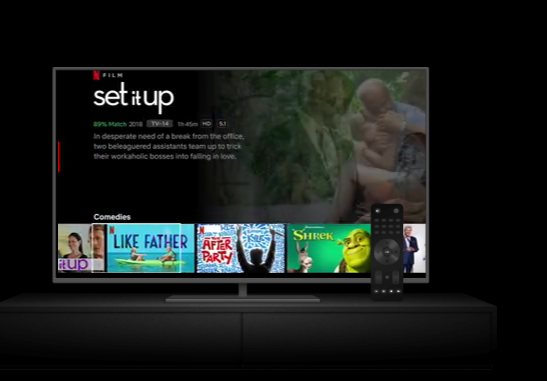 N FILM
set it up
89% Match 2018 TV-14 1h 45m HD 5.1
In desperate need of a break from the office,
two beleaguered assistants team up to trick
their workaholic bosses into falling in love.
Comedies
it up
LIKE FATHER
THE
AFTER
PARTY
SHREK